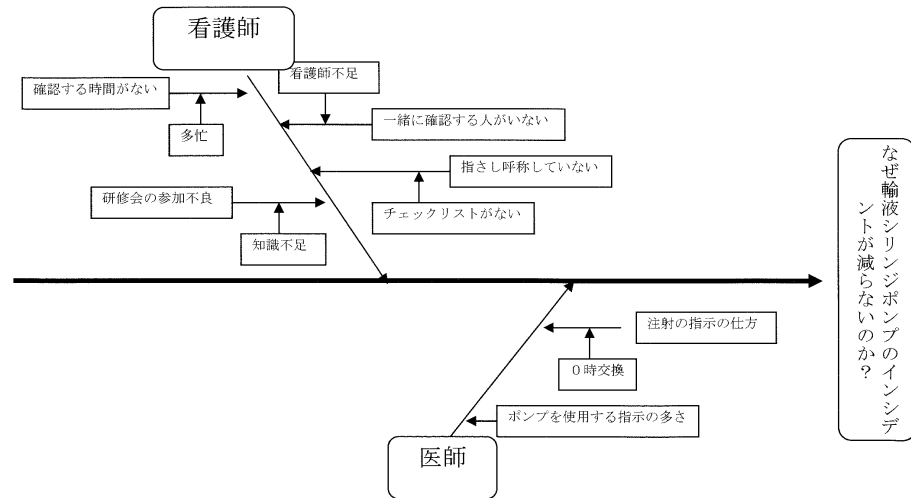 看護師
看護師不足
確認する時間がない
多忙
一緒に確認する人がいない
指さし呼称していない
研修会の参加不良
チェックリストがない
知識不足
なぜ輸液シリンジポンプのインシデ
ントが減らないのか？
注射の指示の仕方
０時交換
ポンプを使用する指示の多さ
医師